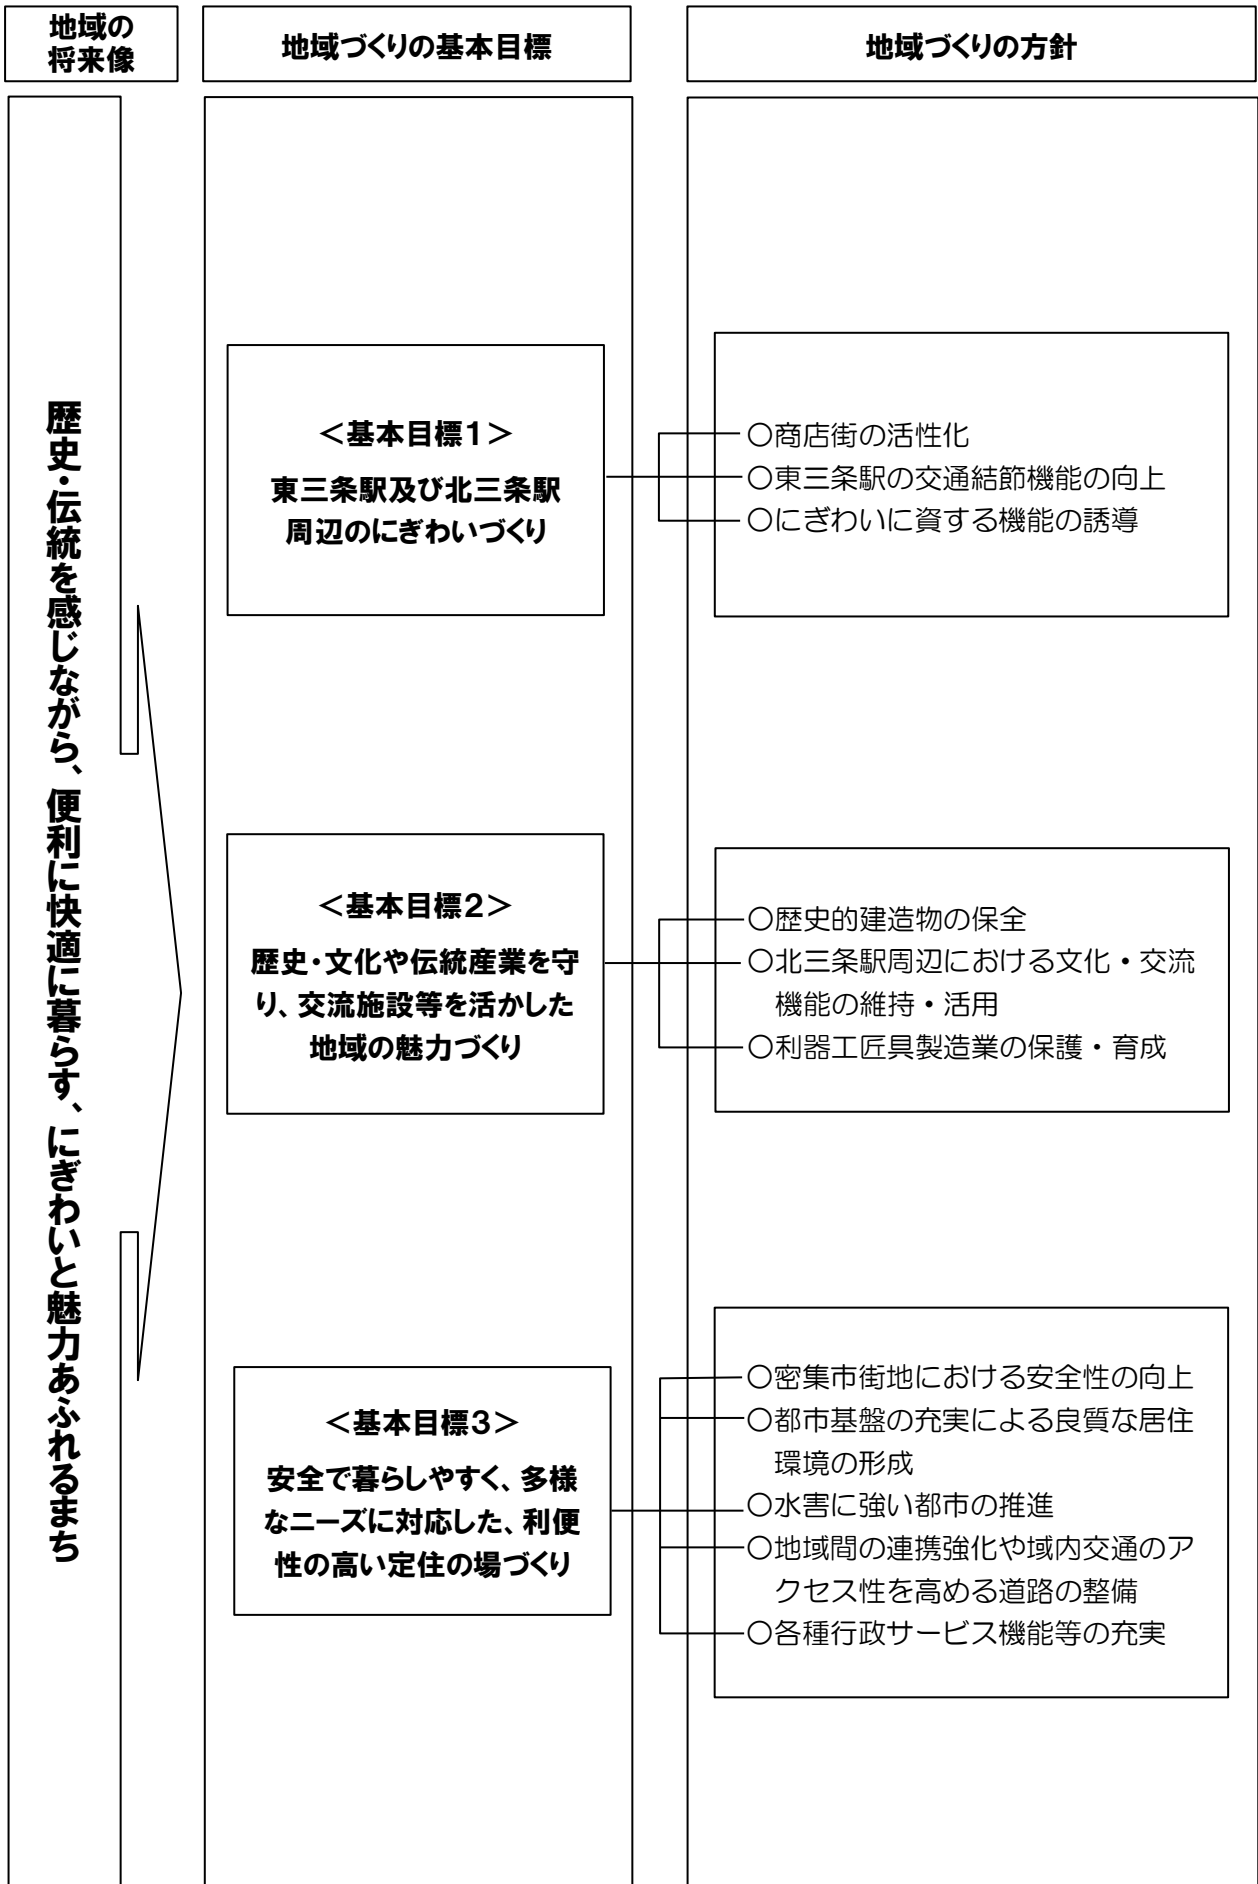 地域の
将来像
地域づくりの基本目標
地域づくりの方針
歴史・伝統を感じながら、便利に快適に暮らす、にぎわいと魅力あふれるまち
＜基本目標１＞
東三条駅及び北三条駅
周辺のにぎわいづくり
○商店街の活性化
○東三条駅の交通結節機能の向上
○にぎわいに資する機能の誘導
＜基本目標２＞
歴史・文化や伝統産業を守
り、交流施設等を活かした
地域の魅力づくり
○歴史的建造物の保全
○北三条駅周辺における文化・交流
機能の維持・活用
○利器工匠具製造業の保護・育成
＜基本目標３＞
安全で暮らしやすく、多様
なニーズに対応した、利便
性の高い定住の場づくり
○密集市街地における安全性の向上
○都市基盤の充実による良質な居住
環境の形成
○水害に強い都市の推進
○地域間の連携強化や域内交通のア
クセス性を高める道路の整備
○各種行政サービス機能等の充実